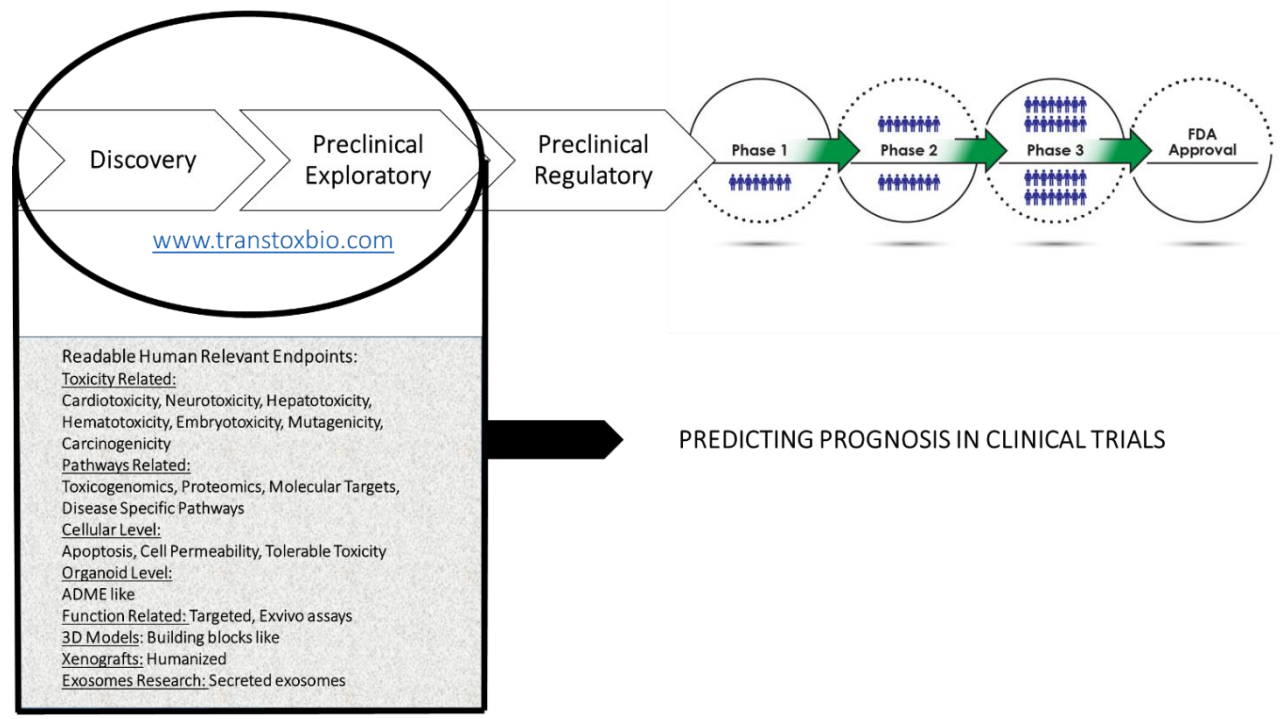 Discovery
Preclinical
Exploratory
Preclinical
Regulatory
Phase 1
Phase 2
Phase 3
FDA
Approval
www.transtoxbio.com
Readable Human Relevant Endpoints:
Toxicity Related:
Cardiotoxicity, Neurotoxicity, Hepatotoxicity,
Hematotoxicity, Embryotoxicity, Mutagenicity,
Carcinogenicity
Pathways Related:
Toxicogenomics, Proteomics, Molecular Targets,
Disease Specific Pathways
Cellular Level:
Apoptosis, Cell Permeability, Tolerable Toxicity
Organoid Level:
ADME like
Function Related: Targeted, Exvivo assays
3D Models: Building blocks like
Xenografts: Humanized
Exosomes Research: Secreted exosomes
PREDICTING PROGNOSIS IN CLINICAL TRIALS